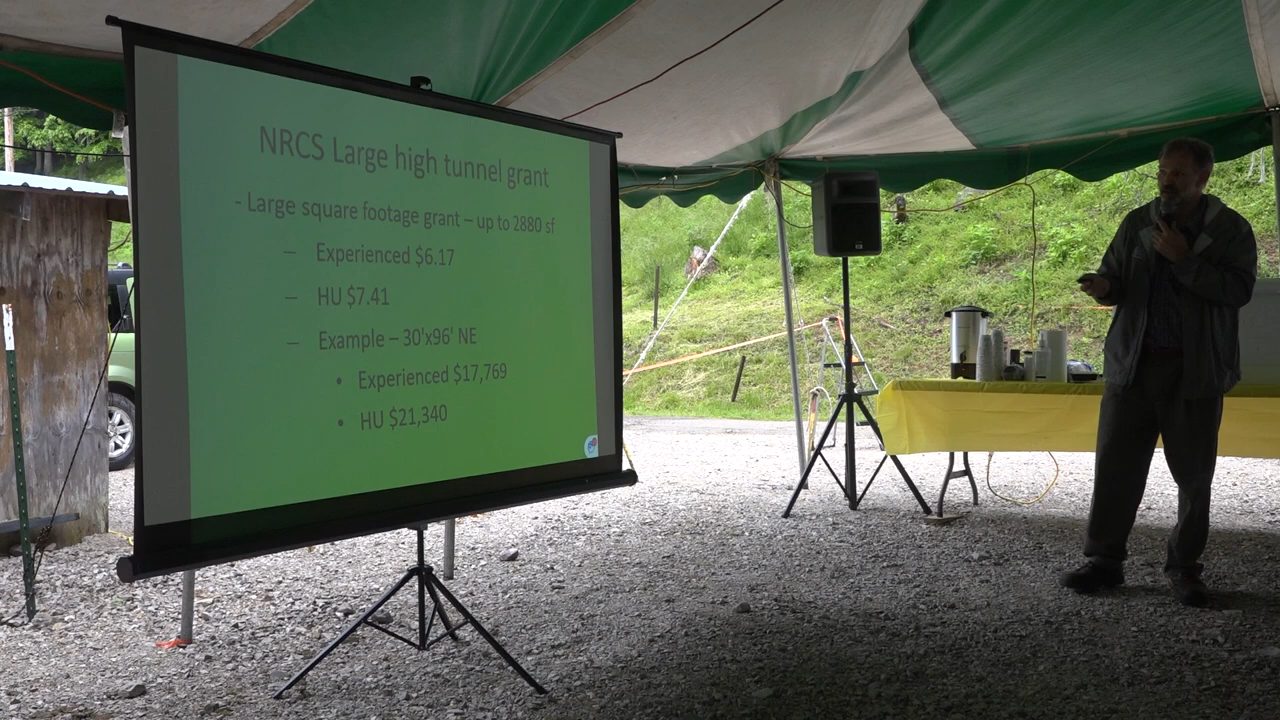 NRCS Large high tunnel grant
- Large square footage grant – up to 2880 sf
– Experienced $6.17
– HU $7.41
– Example – 30'x96' NE
• Experienced $17,769
• HU $21,340